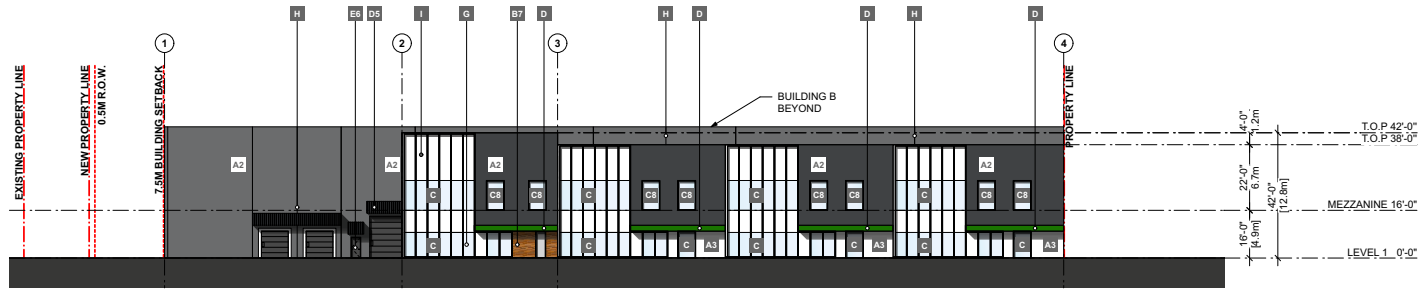 H
E6
D5
I
G
B7
D
H
D
D
H
D
1
2
3
4
EXISTING PROPERTY LINE
NEW PROPERTY LINE
0.5M R.O.W.
7.5M BUILDING SETBACK
BUILDING B
BEYOND
PROPERTY LINE
4'-0"
1.2m
T.O.P 42'-0"
T.O.P 38'-0"
A2
A2
A2
A2
A2
22'-0"
6.7m
42'-0"
[12.8m]
C
C8
C8
C
C8
C8
C
C8
C8
C
C8
C8
MEZZANINE 16'-0"
16'-0"
[4.9m]
C
C
C
A3
C
C
A3
C
C
A3
LEVEL 1 0'-0"